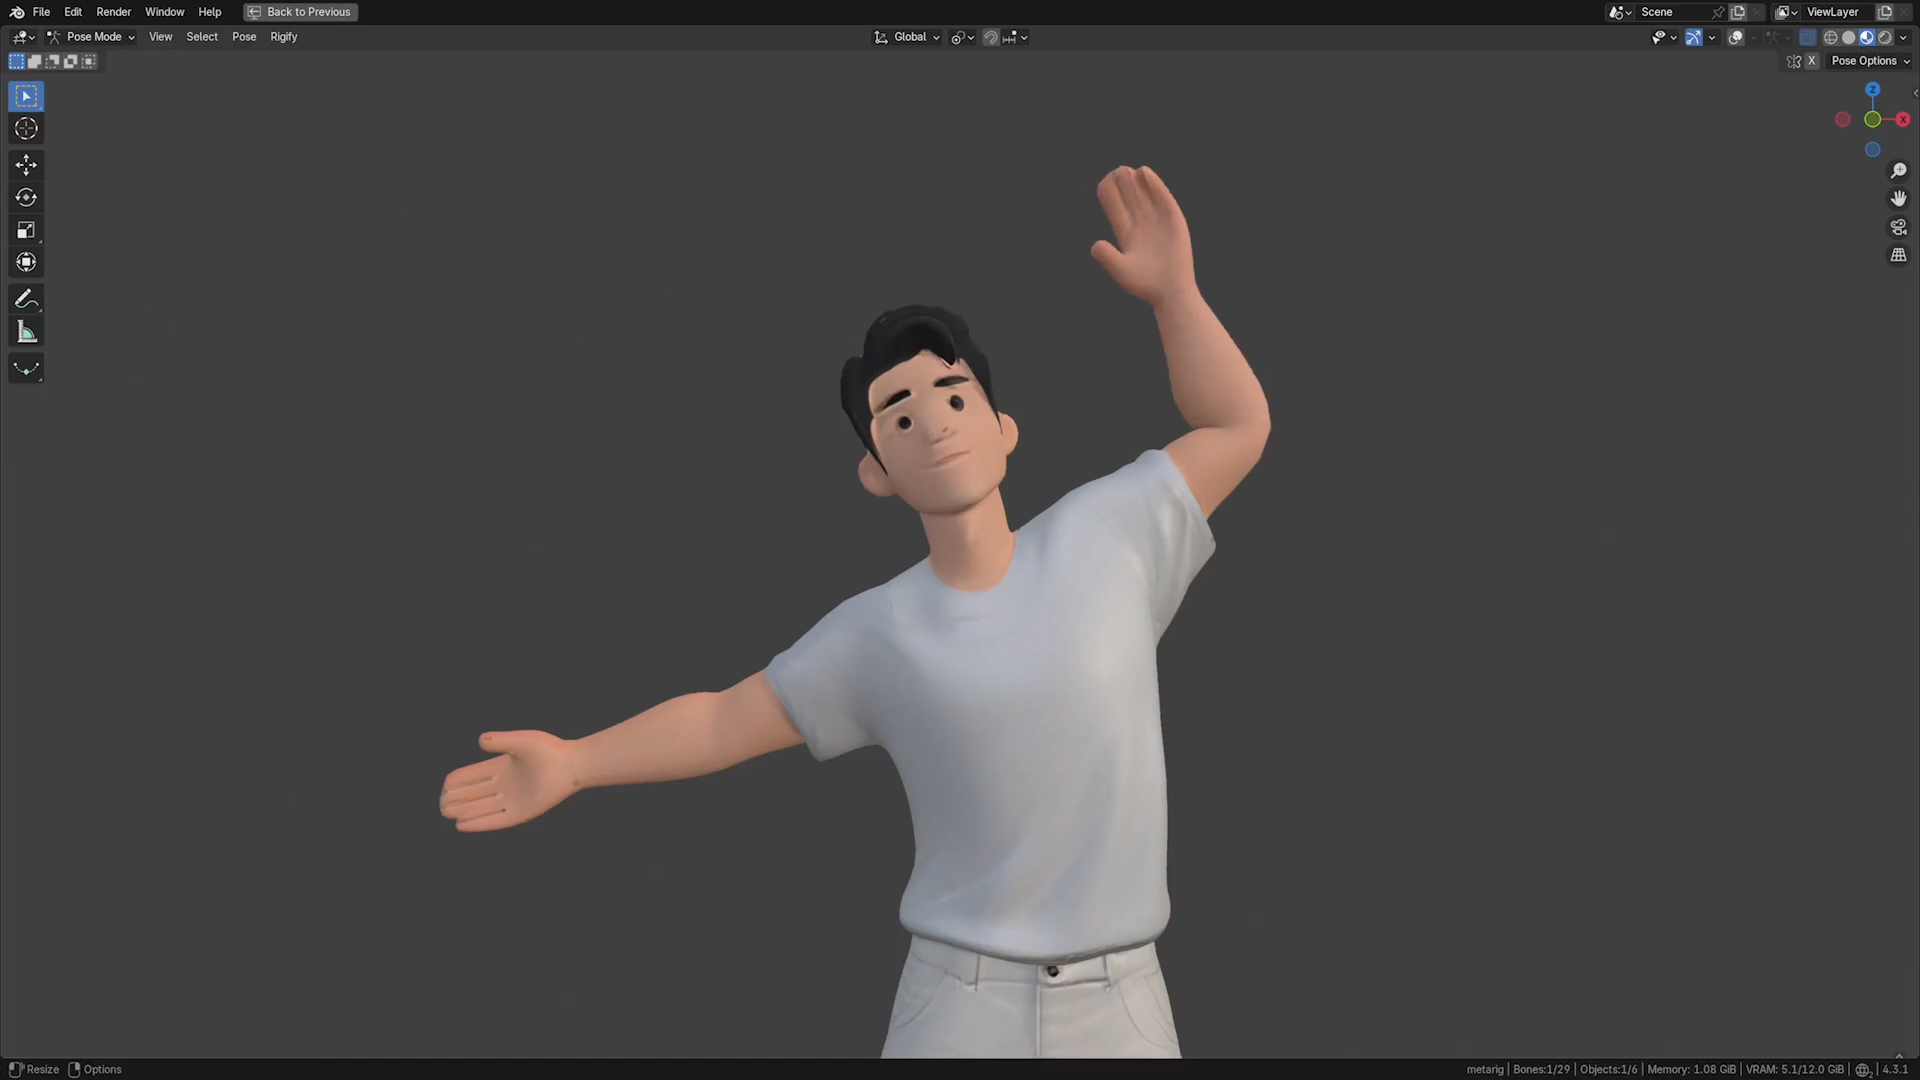 File Edit Render Window Help Back to Previous Scene ViewLayer
Pose Mode View Select Pose Rigify Global
X Pose Options
Z
X
Resize Options metarig | Bones:1/29 | Objects:1/6 | Memory: 1.08 GiB | VRAM: 5.1/12.0 GiB | 4.3.1